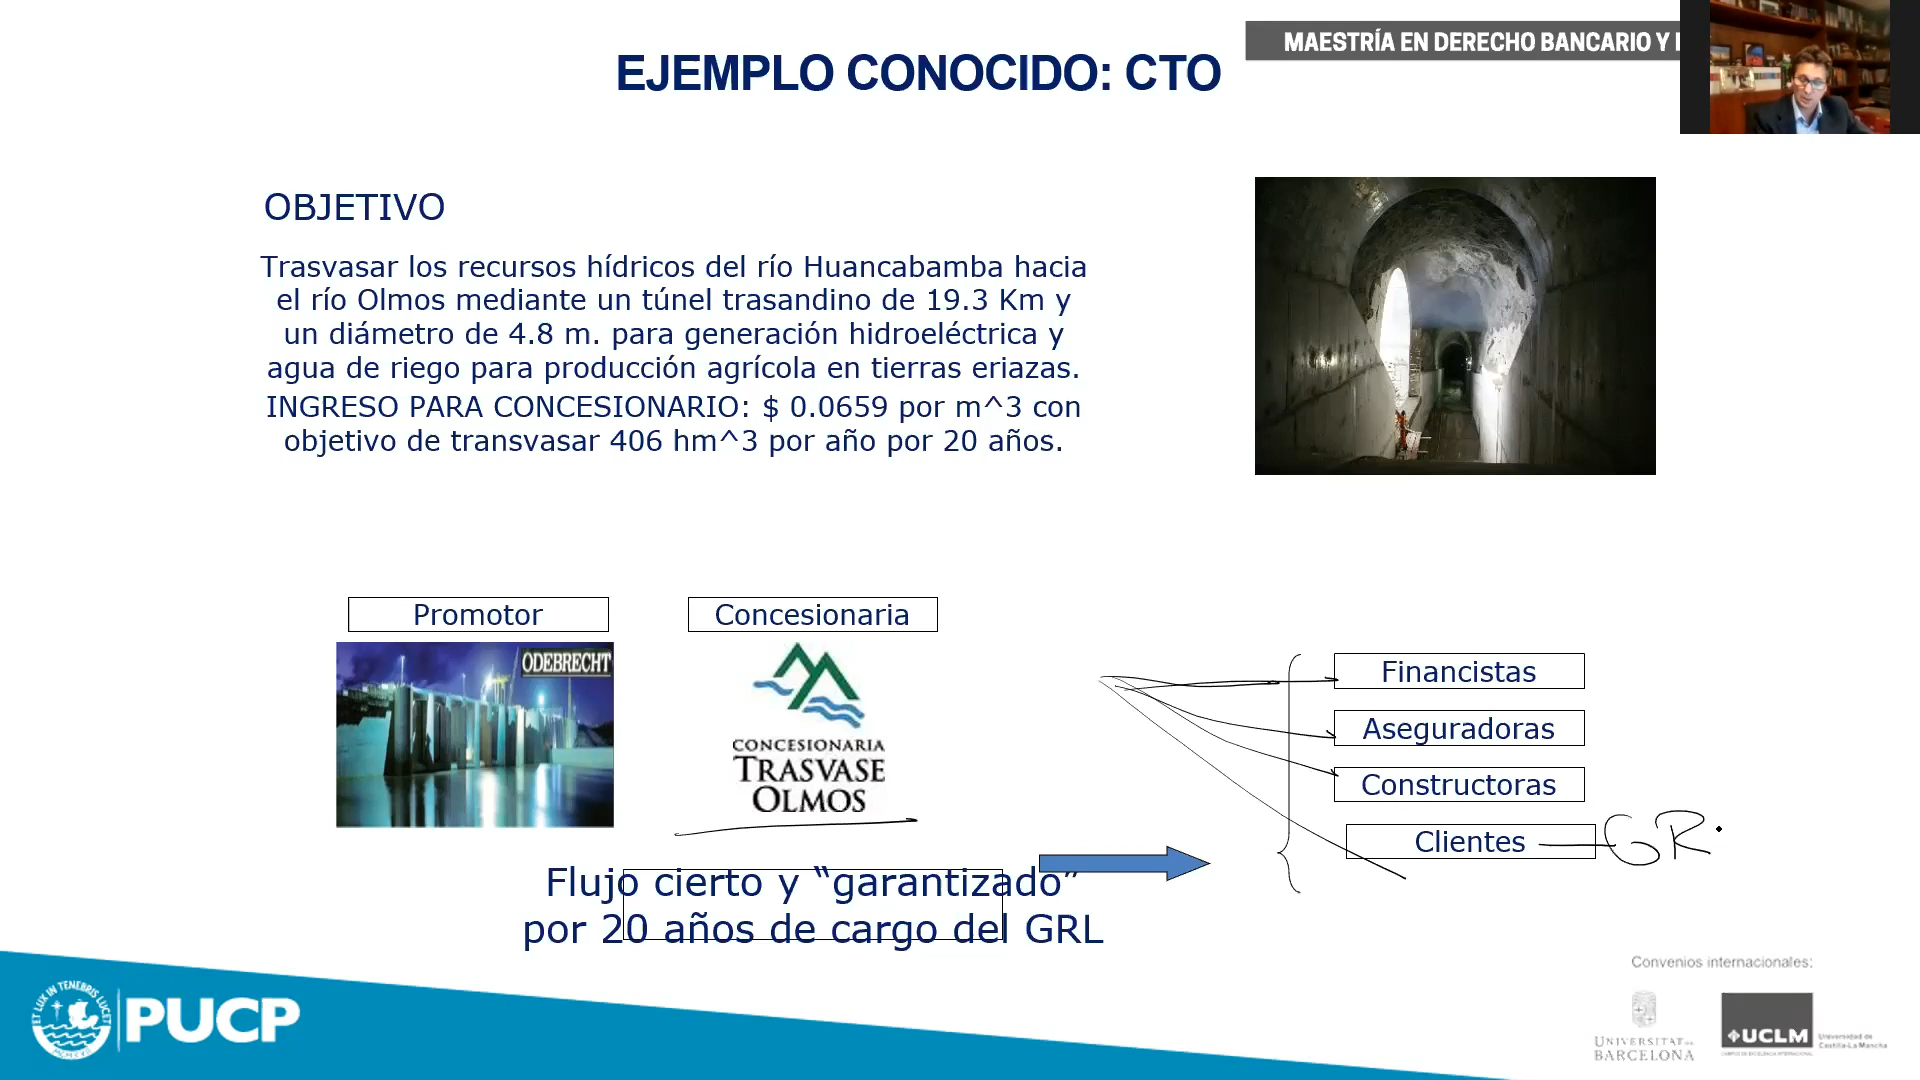 MAESTRÍA EN DERECHO BANCARIO Y
EJEMPLO CONOCIDO: CTO
OBJETIVO
Trasvasar los recursos hídricos del río Huancabamba hacia
el río Olmos mediante un túnel trasandino de 19.3 Km y
un diámetro de 4.8 m. para generación hidroeléctrica y
agua de riego para producción agrícola en tierras eriazas.
INGRESO PARA CONCESIONARIO: $ 0.0659 por m^3 con
objetivo de transvasar 406 hm^3 por año por 20 años.
Promotor
ODEBRECHT
Concesionaria
CONCESIONARIA
TRASVASE
OLMOS
Financistas
Aseguradoras
Constructoras
Clientes
GR
Flujo cierto y “garantizado”
por 20 años de cargo del GRL
ET LUX IN TENEBRIS LUCET
PUCP
Convenios internacionales:
UNIVERSITAT DE
BARCELONA
UCLM
Universidad de
Castilla-La Mancha